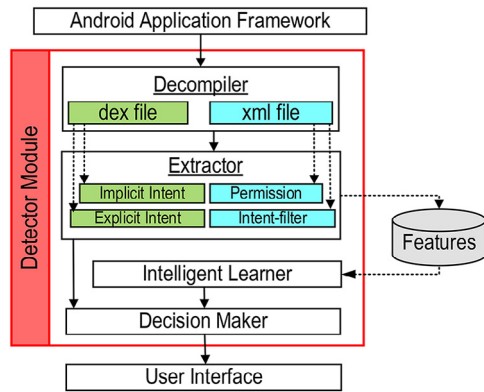 Android Application Framework
Detector Module
Decompiler
dex file
xml file
Extractor
Implicit Intent
Permission
Explicit Intent
Intent-filter
Features
Intelligent Learner
Decision Maker
User Interface